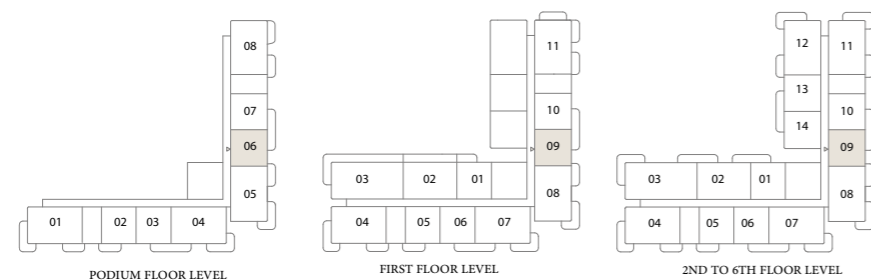 08
07
06
05
01 02 03 04
PODIUM FLOOR LEVEL
11
10
09
03 02 01
08
04 05 06 07
FIRST FLOOR LEVEL
12 11
13
10
14
09
03 02 01
08
04 05 06 07
2ND TO 6TH FLOOR LEVEL